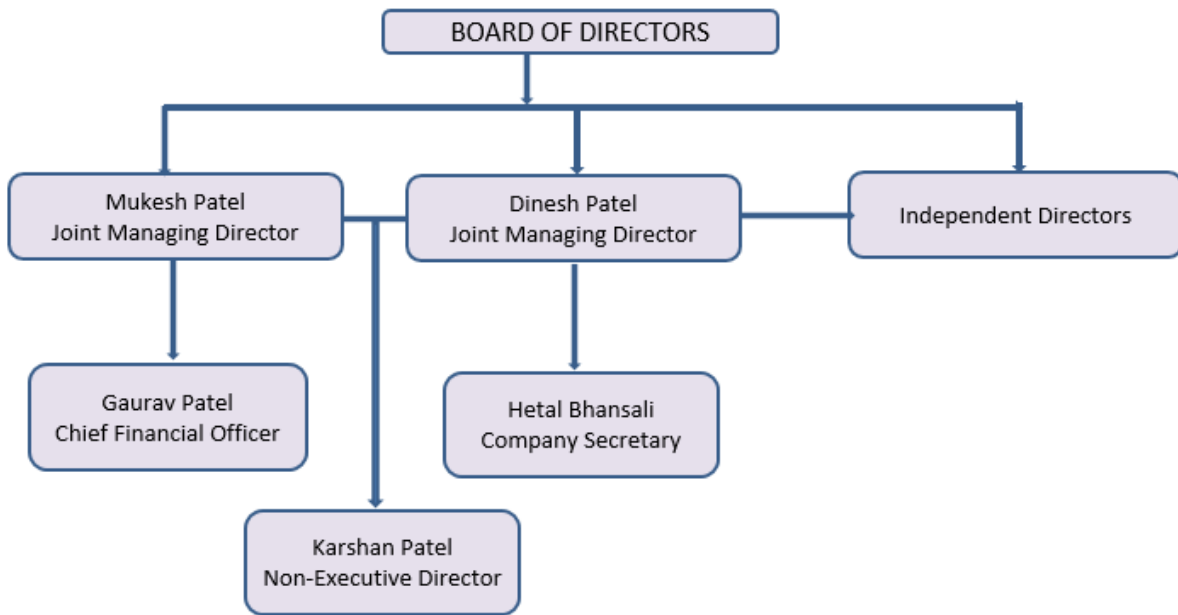 BOARD OF DIRECTORS
Mukesh Patel
Joint Managing Director
Dinesh Patel
Joint Managing Director
Independent Directors
Gaurav Patel
Chief Financial Officer
Hetal Bhansali
Company Secretary
Karshan Patel
Non-Executive Director